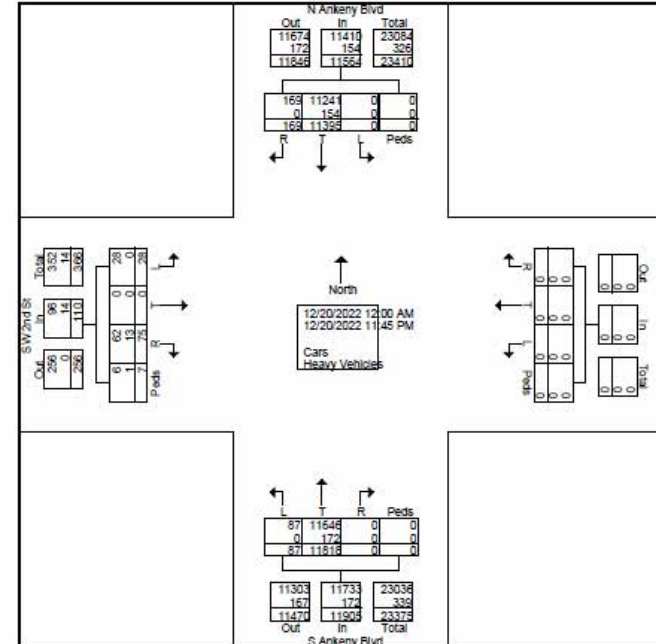 N Ankeny Blvd
Out In Total
11674 11410 23084
172 154 326
11846 11564 23410
169 11241 0 0
0 154 0 0
169 11395 0 0
R T L Peds
SW 2nd St
Total In Out
352 96 256
14 14 0
366 110 256
28 0 62 6
0 0 13 1
28 0 75 7
L T R Peds
North
12/20/2022 12:00 AM
12/20/2022 11:45 PM
Cars
Heavy Vehicles
R T L Peds
0 0 0 0
0 0 0 0
0 0 0 0
Out In Total
0 0 0
0 0 0
0 0 0
L T R Peds
87 11646 0 0
0 172 0 0
87 11818 0 0
11303 11733 23036
167 172 339
11470 11905 23375
Out In Total
S Ankeny Blvd